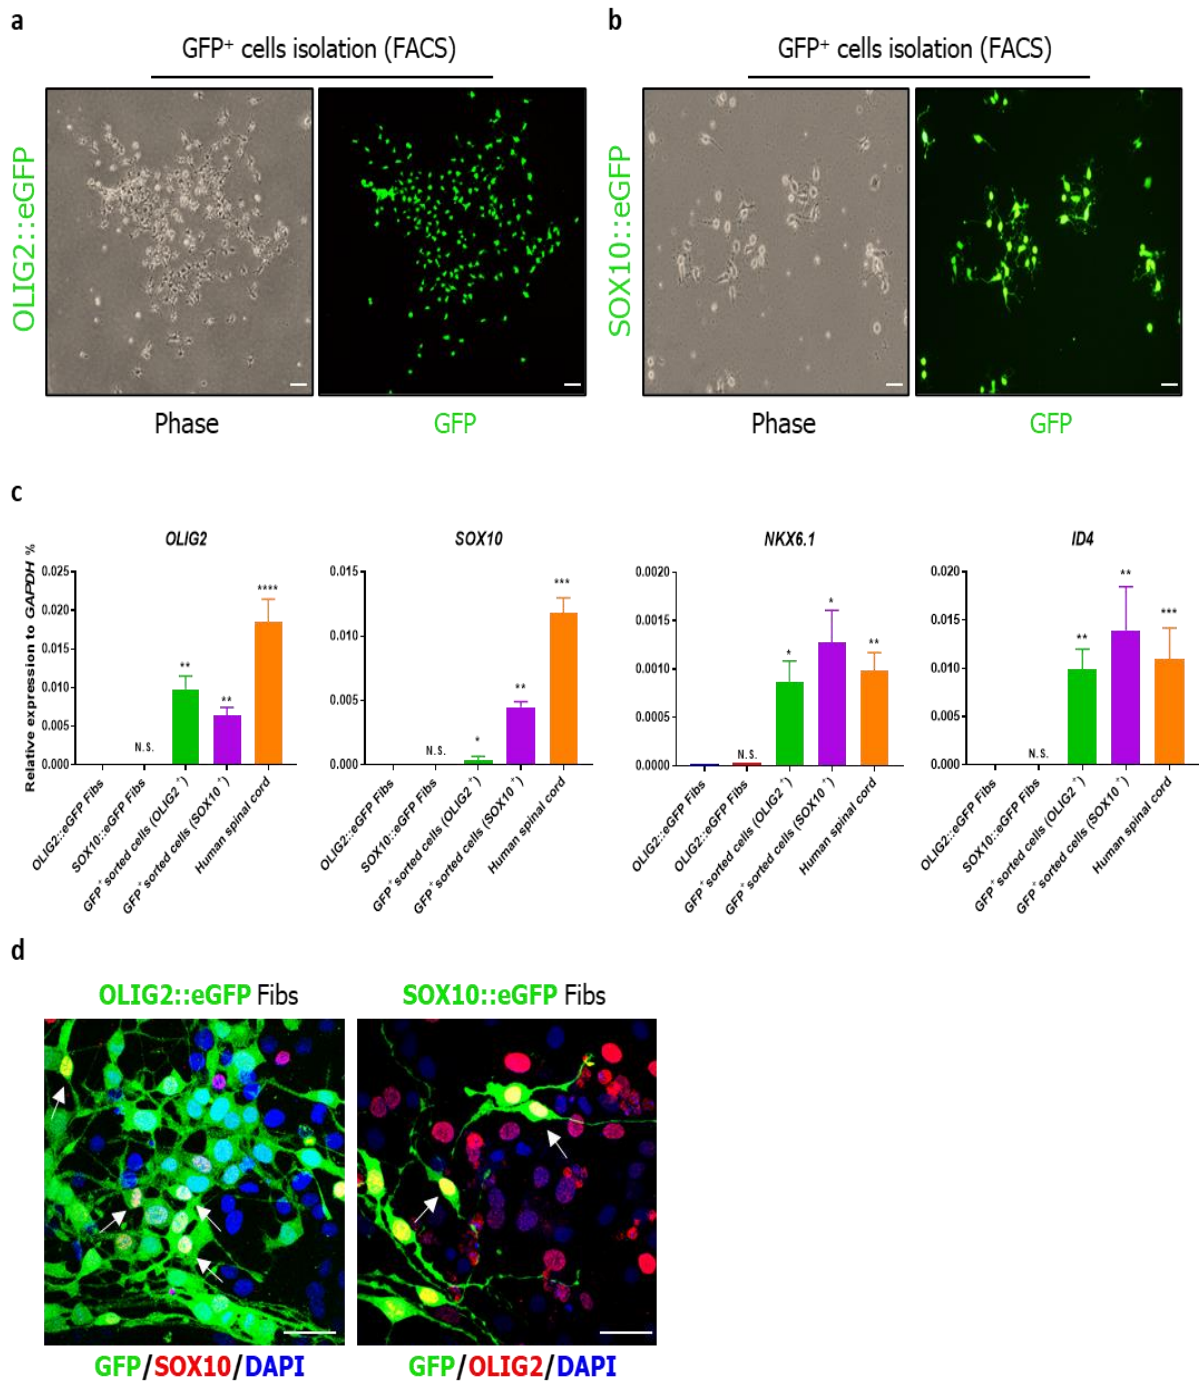 a
GFP⁺ cells isolation (FACS)
OLIG2::eGFP
Phase
GFP
b
GFP⁺ cells isolation (FACS)
SOX10::eGFP
Phase
GFP
c
Relative expression to GAPDH %
OLIG2
0.025
0.020
0.015
0.010
0.005
0.000
N.S.
**
**
****
OLIG2::eGFP Fibs
SOX10::eGFP Fibs
GFP⁺ sorted cells (OLIG2⁺)
GFP⁺ sorted cells (SOX10⁺)
Human spinal cord
SOX10
0.015
0.010
0.005
0.000
N.S.
*
**
***
OLIG2::eGFP Fibs
SOX10::eGFP Fibs
GFP⁺ sorted cells (OLIG2⁺)
GFP⁺ sorted cells (SOX10⁺)
Human spinal cord
NKX6.1
0.0020
0.0015
0.0010
0.0005
0.0000
N.S.
*
*
**
OLIG2::eGFP Fibs
OLIG2::eGFP Fibs
GFP⁺ sorted cells (OLIG2⁺)
GFP⁺ sorted cells (SOX10⁺)
Human spinal cord
ID4
0.020
0.015
0.010
0.005
0.000
N.S.
**
**
***
OLIG2::eGFP Fibs
SOX10::eGFP Fibs
GFP⁺ sorted cells (OLIG2⁺)
GFP⁺ sorted cells (SOX10⁺)
Human spinal cord
d
OLIG2::eGFP Fibs
GFP/SOX10/DAPI
SOX10::eGFP Fibs
GFP/OLIG2/DAPI